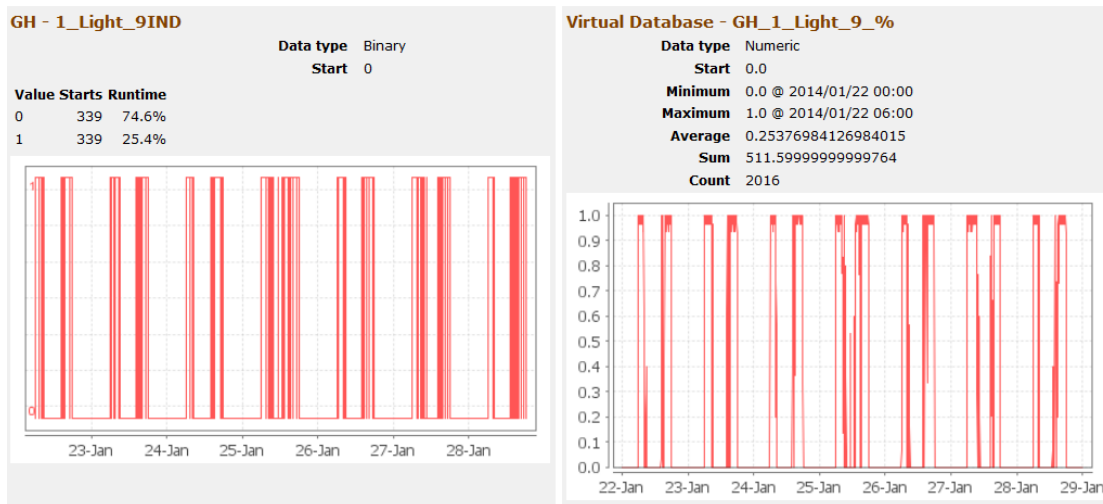 GH - 1_Light_9IND
Data type Binary
Start 0
Value Starts Runtime
0 339 74.6%
1 339 25.4%
1
0
23-Jan 24-Jan 25-Jan 26-Jan 27-Jan 28-Jan
Virtual Database - GH_1_Light_9_%
Data type Numeric
Start 0.0
Minimum 0.0 @ 2014/01/22 00:00
Maximum 1.0 @ 2014/01/22 06:00
Average 0.25376984126984015
Sum 511.59999999999764
Count 2016
1.0
0.9
0.8
0.7
0.6
0.5
0.4
0.3
0.2
0.1
0.0
22-Jan 23-Jan 24-Jan 25-Jan 26-Jan 27-Jan 28-Jan 29-Jan